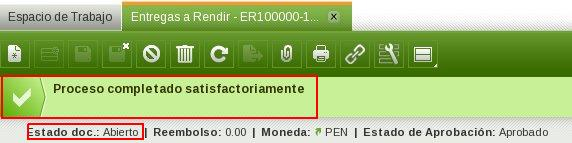 Espacio de Trabajo Entregas a Rendir - ER100000-1... x
Proceso completado satisfactoriamente
Estado doc.: Abierto | Reembolso: 0.00 | Moneda: PEN | Estado de Aprobación: Aprobado